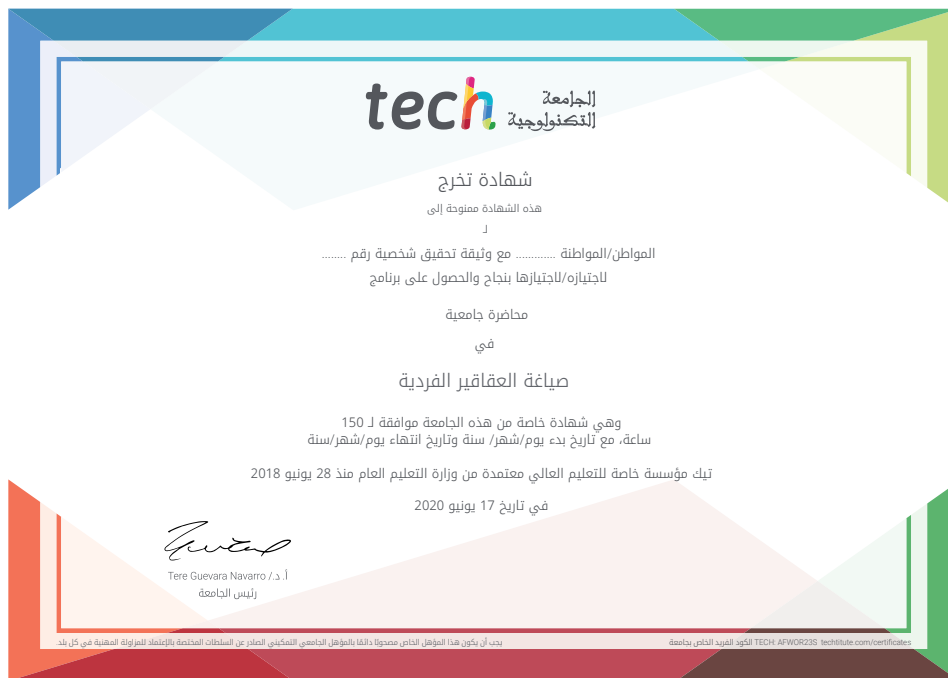 tech الجامعة
التكنولوجية
شهادة تخرج
هذه الشهادة ممنوحة إلى
لـ
المواطن/المواطنة ............ مع وثيقة تحقيق شخصية رقم ........
لاجتيازه/لاجتيازها بنجاح والحصول على برنامج
محاضرة جامعية
في
صياغة العقاقير الفردية
وهي شهادة خاصة من هذه الجامعة موافقة لـ 150
ساعة، مع تاريخ بدء يوم/شهر/ سنة وتاريخ انتهاء يوم/شهر/سنة
تيك مؤسسة خاصة للتعليم العالي معتمدة من وزارة التعليم العام منذ 28 يونيو 2018
في تاريخ 17 يونيو 2020
أ.د./ Tere Guevara Navarro
رئيس الجامعة
يجب أن يكون هذا المؤهل الخاص مصحوبًا دائمًا بالمؤهل الجامعي التمكيني الصادر عن السلطات المختصة بالإعتماد للمزاولة المهنية في كل بلد.
الكود الفريد الخاص بجامعة TECH: AFWOR23S techtitute.com/certificates